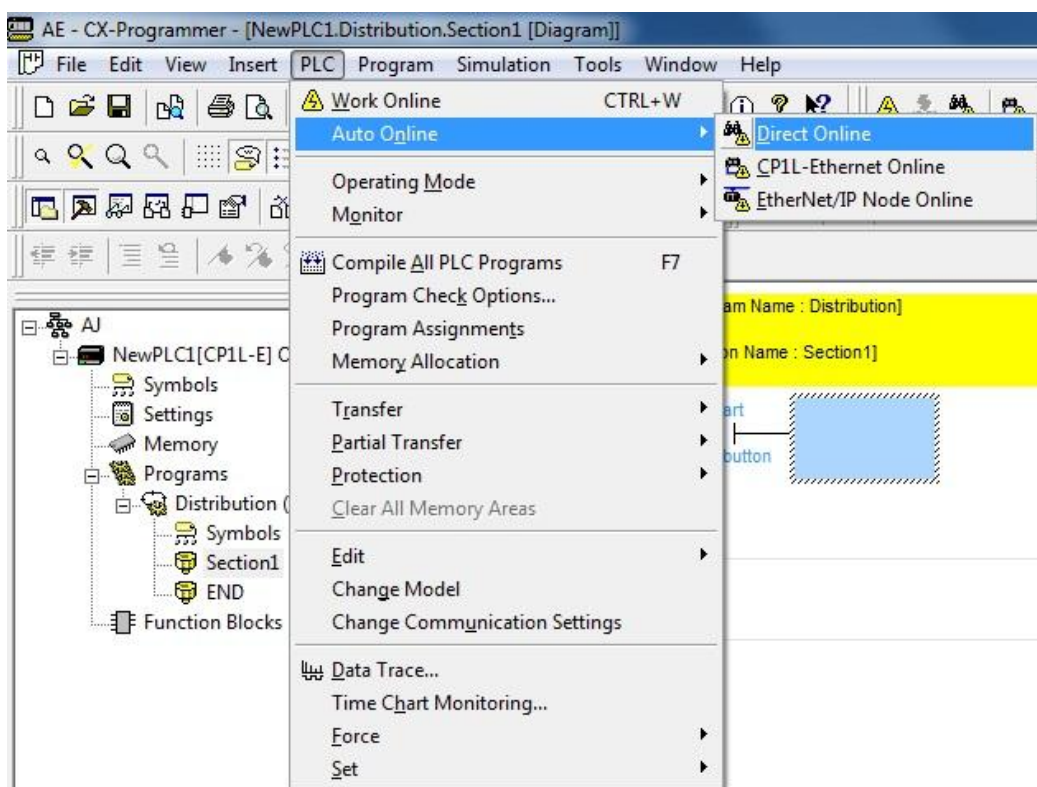 AE - CX-Programmer - [NewPLC1.Distribution.Section1 [Diagram]]
File Edit View Insert PLC Program Simulation Tools Window Help
Work Online CTRL+W
Auto Online
Direct Online
CP1L-Ethernet Online
EtherNet/IP Node Online
Operating Mode
Monitor
Compile All PLC Programs F7
Program Check Options...
Program Assignments
Memory Allocation
Transfer
Partial Transfer
Protection
Clear All Memory Areas
Edit
Change Model
Change Communication Settings
Data Trace...
Time Chart Monitoring...
Force
Set
AJ
NewPLC1[CP1L-E] O
Symbols
Settings
Memory
Programs
Distribution (
Symbols
Section1
END
Function Blocks
am Name : Distribution]
on Name : Section1]
art
button